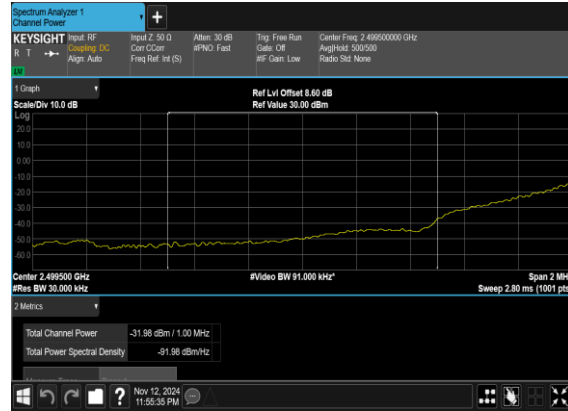 Spectrum Analyzer 1
Channel Power
+
KEYSIGHT Input: RF Input Z: 50 Ω Atten: 30 dB Trig: Free Run Center Freq: 2.499500000 GHz
R T Coupling: DC Corr CCorr #PNO: Fast Gate: Off Avg|Hold: 500/500
Align: Auto Freq Ref: Int (S) #IF Gain: Low Radio Std: None
1 Graph Ref Lvl Offset 8.60 dB
Scale/Div 10.0 dB Ref Value 30.00 dBm
Log
20.0
10.0
0.00
-10.0
-20.0
-30.0
-40.0
-50.0
-60.0
Center 2.499500 GHz #Video BW 91.000 kHz* Span 2 MH
#Res BW 30.000 kHz Sweep 2.80 ms (1001 pts
2 Metrics
Total Channel Power -31.98 dBm / 1.00 MHz
Total Power Spectral Density -91.98 dBm/Hz
? Nov 12, 2024
11:55:35 PM